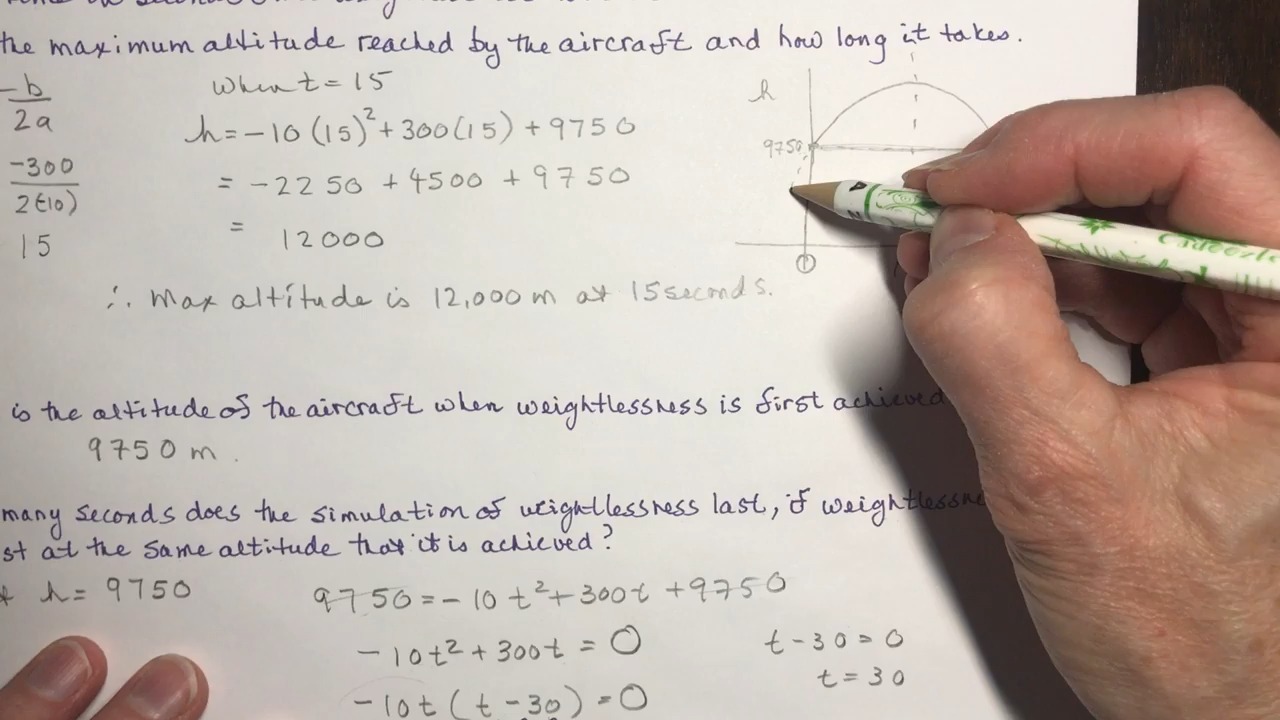 the maximum altitude reached by the aircraft and how long it takes.
-b
2a
-300
2(-10)
15
when t = 15
h = -10 (15)² + 300 (15) + 9750
= -2250 + 4500 + 9750
= 12000
h
9750
0
∴ Max altitude is 12,000 m at 15 seconds.
is the altitude of the aircraft when weightlessness is first achieved
9750 m.
many seconds does the simulation of weightlessness last, if
st at the same altitude that it is achieved?
h = 9750
9750 = -10t² + 300t + 9750
-10t² + 300t = 0
-10t (t - 30) = 0
t - 30 = 0
t = 30